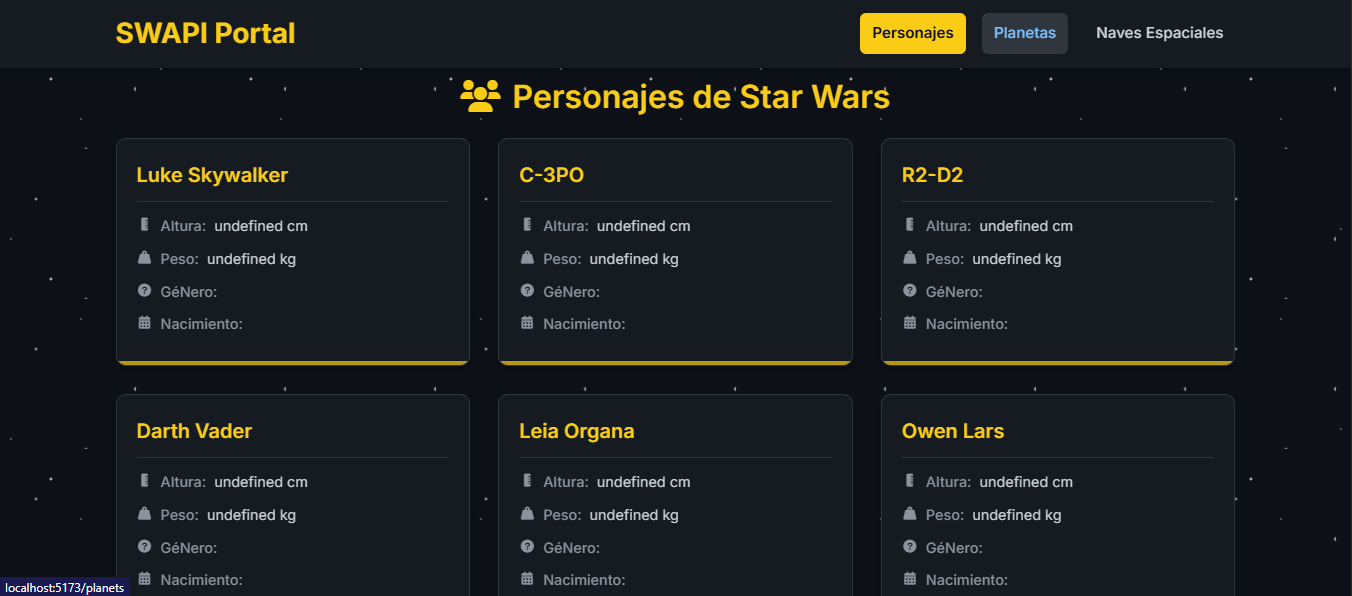 SWAPI Portal
Personajes
Planetas
Naves Espaciales
Personajes de Star Wars
Luke Skywalker
Altura: undefined cm
Peso: undefined kg
GéNero:
Nacimiento:
C-3PO
Altura: undefined cm
Peso: undefined kg
GéNero:
Nacimiento:
R2-D2
Altura: undefined cm
Peso: undefined kg
GéNero:
Nacimiento:
Darth Vader
Altura: undefined cm
Peso: undefined kg
GéNero:
Nacimiento:
Leia Organa
Altura: undefined cm
Peso: undefined kg
GéNero:
Nacimiento:
Owen Lars
Altura: undefined cm
Peso: undefined kg
GéNero:
Nacimiento:
localhost:5173/planets